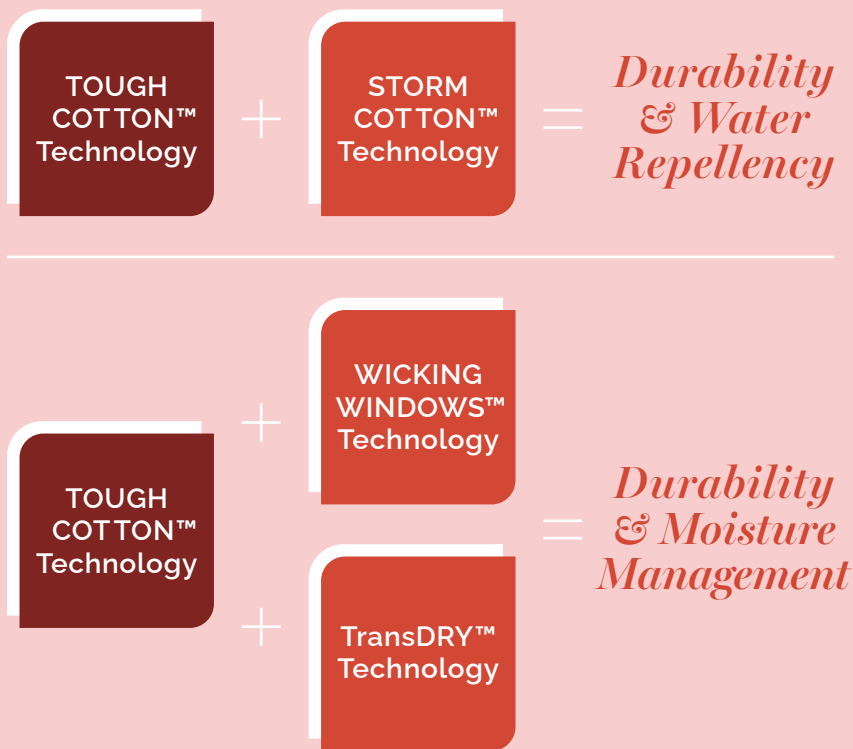 TOUGH
COTTON™
Technology
+
STORM
COTTON™
Technology
=
Durability
& Water
Repellency
TOUGH
COTTON™
Technology
+
WICKING
WINDOWS™
Technology
+
TransDRY™
Technology
=
Durability
& Moisture
Management